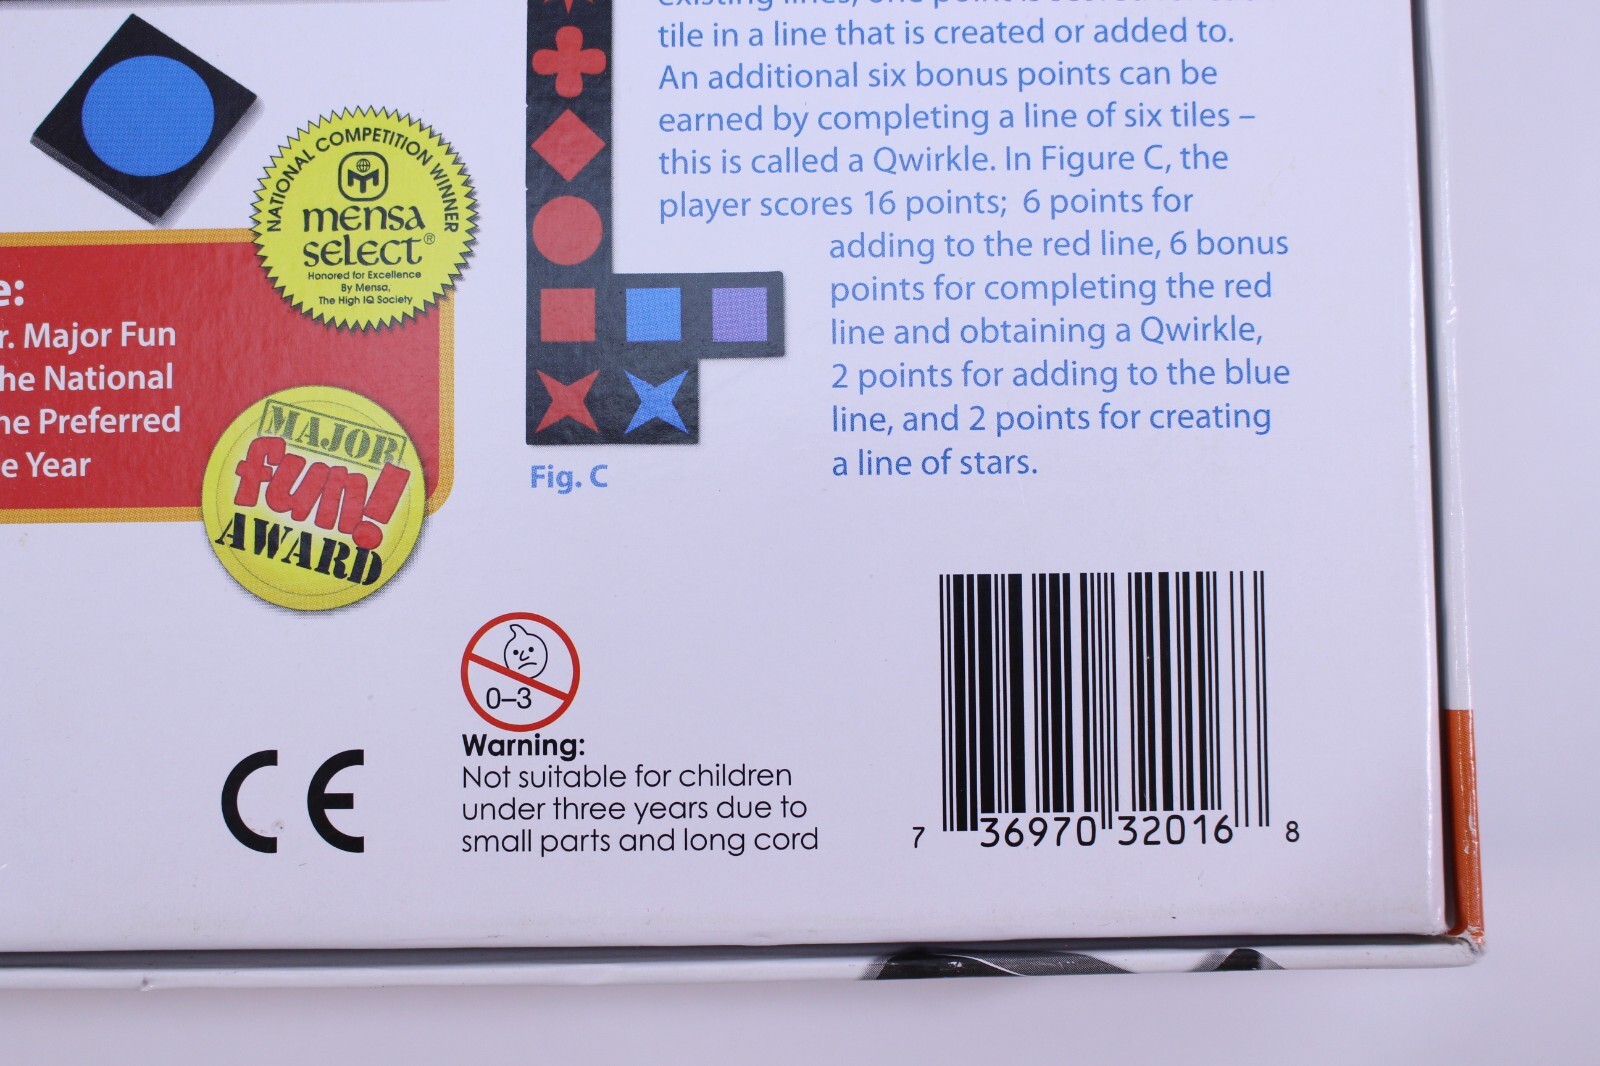 tile in a line that is created or added to.
An additional six bonus points can be
earned by completing a line of six tiles –
this is called a Qwirkle. In Figure C, the
player scores 16 points; 6 points for
adding to the red line, 6 bonus
points for completing the red
line and obtaining a Qwirkle,
2 points for adding to the blue
line, and 2 points for creating
a line of stars.
Fig. C
NATIONAL COMPETITION WINNER
mensa
select®
Honored for Excellence
By Mensa,
The High IQ Society
e:
r. Major Fun
he National
ne Preferred
e Year
MAJOR
fun!
AWARD
0–3
Warning:
Not suitable for children
under three years due to
small parts and long cord
CE
7 36970 32016 8